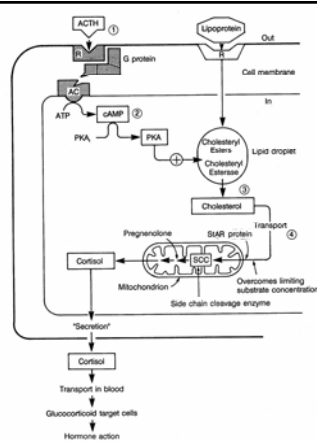 ACTH
①
Lipoprotein
Out
R
G protein
R
Cell membrane
AC
In
ATP
cAMP
②
PKAᵢ
PKA
+
Cholesteryl
Esters
Cholesteryl
Esterase
Lipid droplet
③
Cholesterol
Transport
④
StAR protein
Pregnenolone
Cortisol
SCC
Mitochondrion
Overcomes limiting
substrate concentration
Side chain cleavage enzyme
"Secretion"
Cortisol
Transport in blood
Glucocorticoid target cells
Hormone action